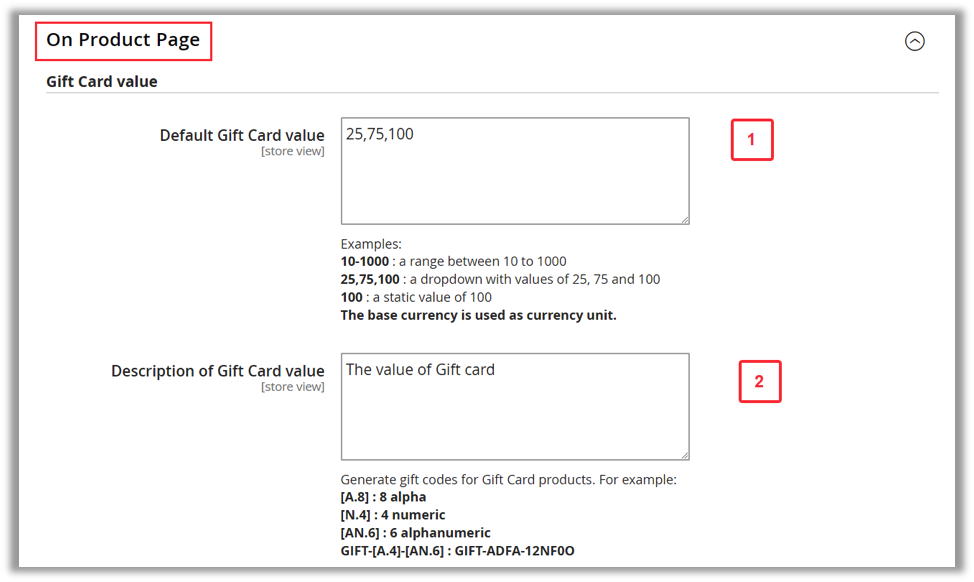 On Product Page
Gift Card value
Default Gift Card value
[store view]
25,75,100
1
Examples:
10-1000 : a range between 10 to 1000
25,75,100 : a dropdown with values of 25, 75 and 100
100 : a static value of 100
The base currency is used as currency unit.
Description of Gift Card value
[store view]
The value of Gift card
2
Generate gift codes for Gift Card products. For example:
[A.8] : 8 alpha
[N.4] : 4 numeric
[AN.6] : 6 alphanumeric
GIFT-[A.4]-[AN.6] : GIFT-ADFA-12NF0O